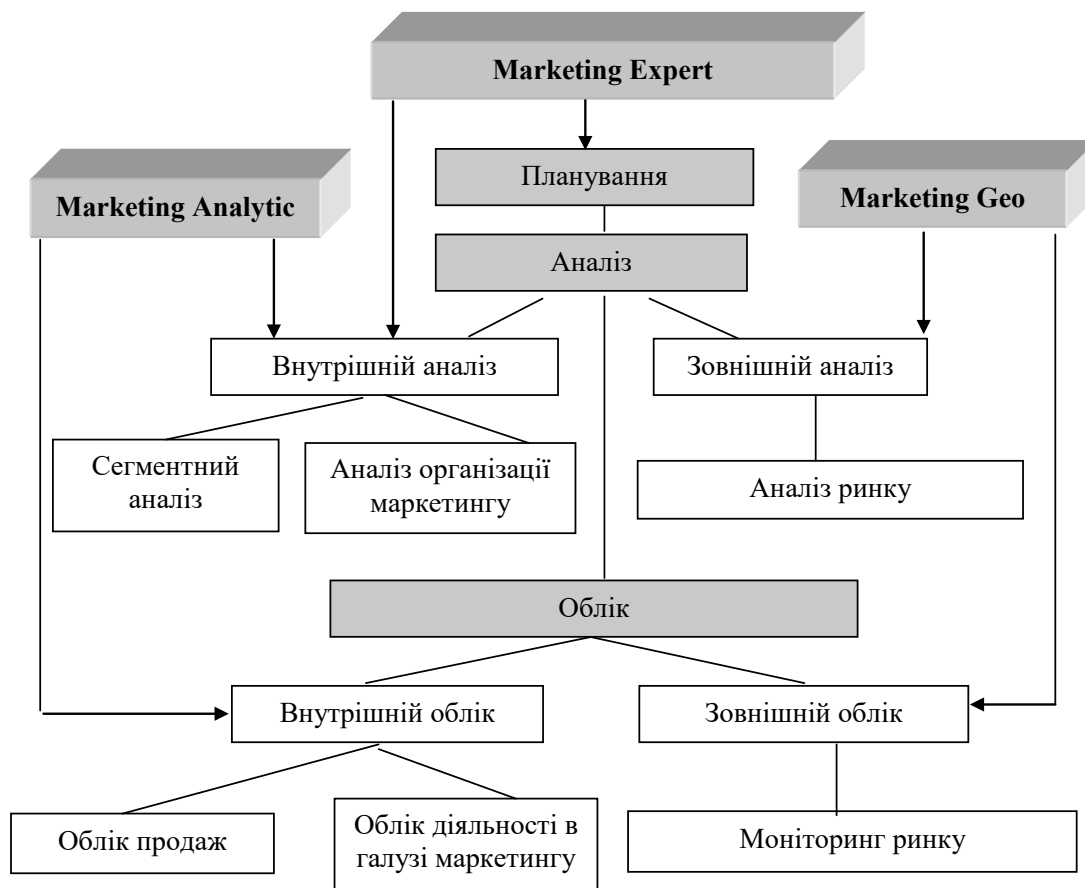 Marketing Expert
Планування
Marketing Analytic
Marketing Geo
Аналіз
Внутрішній аналіз
Зовнішній аналіз
Сегментний
аналіз
Аналіз організації
маркетингу
Аналіз ринку
Облік
Внутрішній облік
Зовнішній облік
Облік продаж
Облік діяльності в
галузі маркетингу
Моніторинг ринку